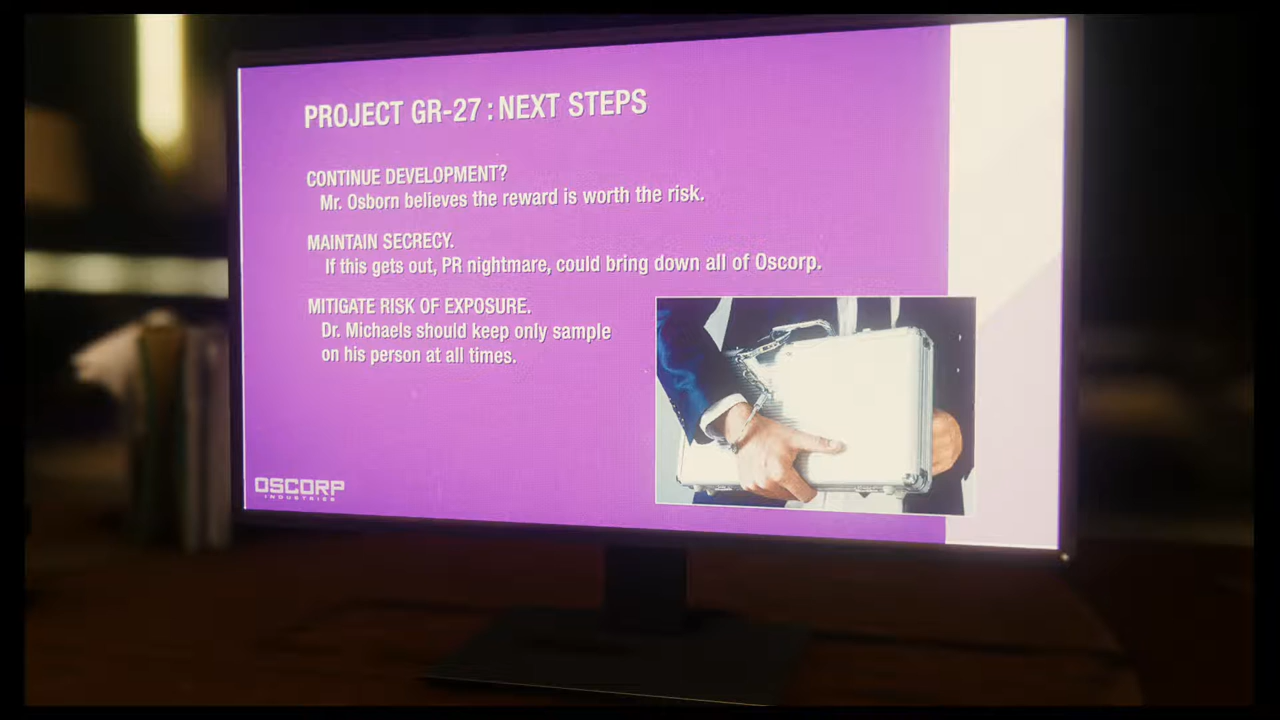 PROJECT GR-27 : NEXT STEPS
CONTINUE DEVELOPMENT?
Mr. Osborn believes the reward is worth the risk.
MAINTAIN SECRECY.
If this gets out, PR nightmare, could bring down all of Oscorp.
MITIGATE RISK OF EXPOSURE.
Dr. Michaels should keep only sample
on his person at all times.
OSCORP
INDUSTRIES